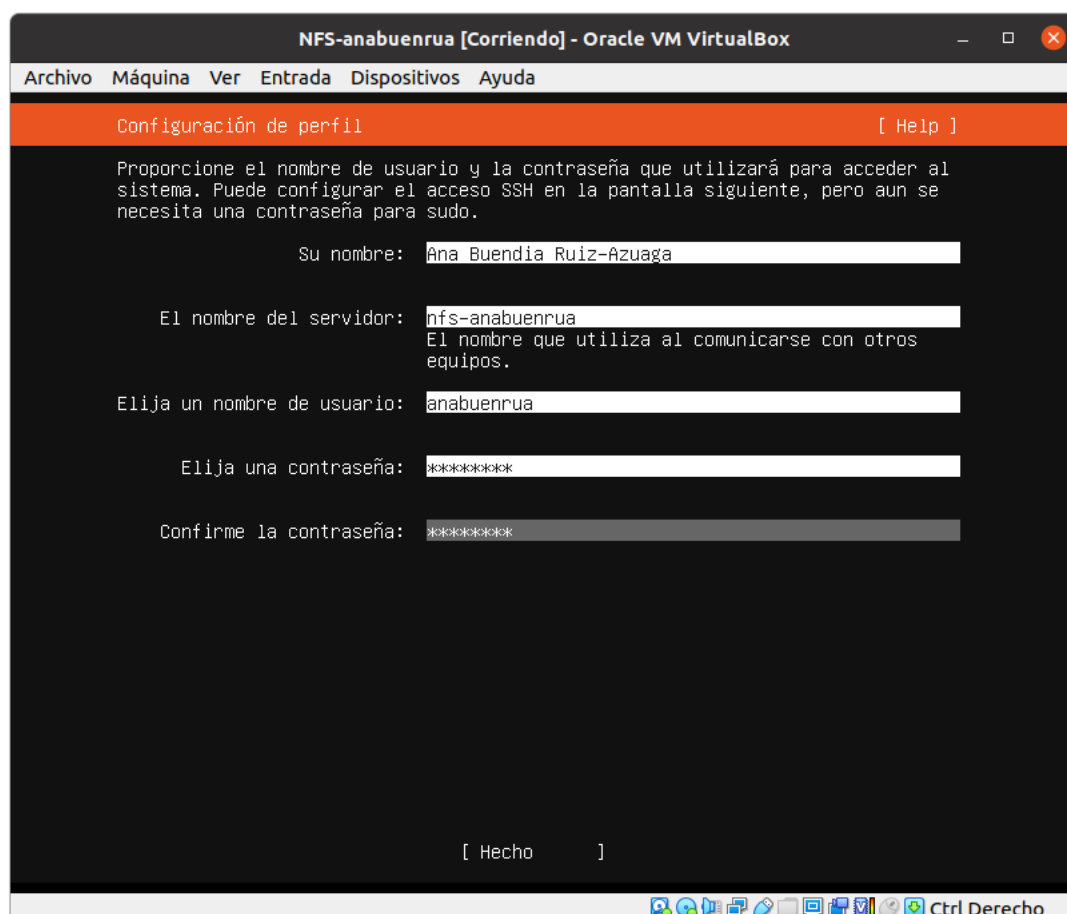 NFS-anabuenrua [Corriendo] - Oracle VM VirtualBox
Archivo Máquina Ver Entrada Dispositivos Ayuda
Configuración de perfil [ Help ]
Proporcione el nombre de usuario y la contraseña que utilizará para acceder al
sistema. Puede configurar el acceso SSH en la pantalla siguiente, pero aun se
necesita una contraseña para sudo.
Su nombre: Ana Buendia Ruiz-Azuaga
El nombre del servidor: nfs-anabuenrua
El nombre que utiliza al comunicarse con otros
equipos.
Elija un nombre de usuario: anabuenrua
Elija una contraseña: ********
Confirme la contraseña: ********
[ Hecho ]
Ctrl Derecho